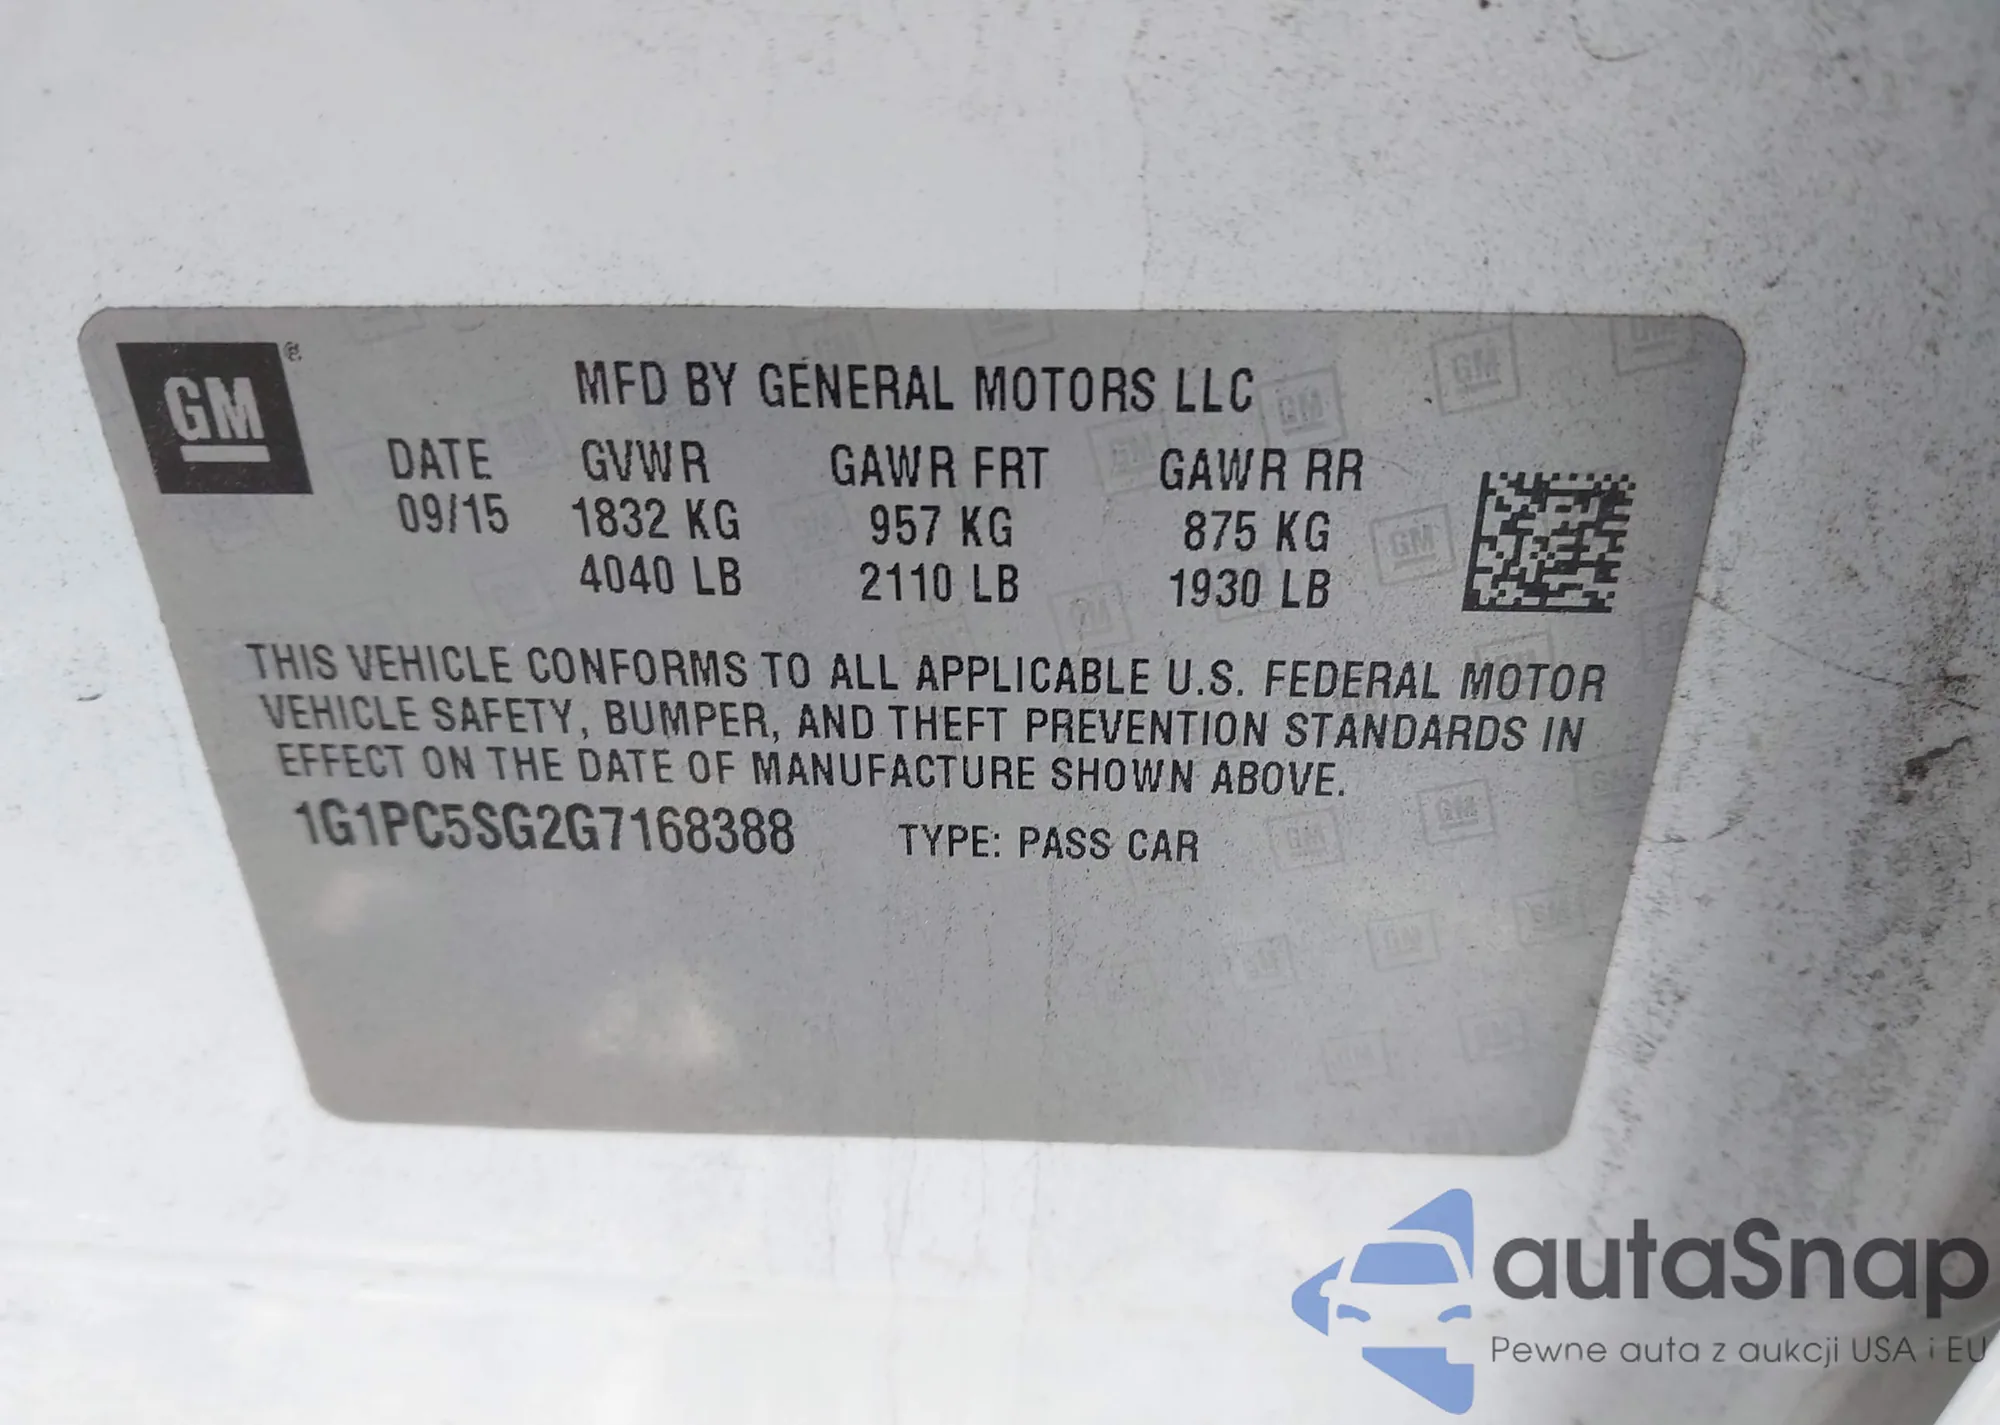 GM®
MFD BY GENERAL MOTORS LLC
DATE GVWR GAWR FRT GAWR RR
09/15 1832 KG 957 KG 875 KG
4040 LB 2110 LB 1930 LB
THIS VEHICLE CONFORMS TO ALL APPLICABLE U.S. FEDERAL MOTOR
VEHICLE SAFETY, BUMPER, AND THEFT PREVENTION STANDARDS IN
EFFECT ON THE DATE OF MANUFACTURE SHOWN ABOVE.
1G1PC5SG2G7168388 TYPE: PASS CAR
autaSnap
Pewne auta z aukcji USA i EU